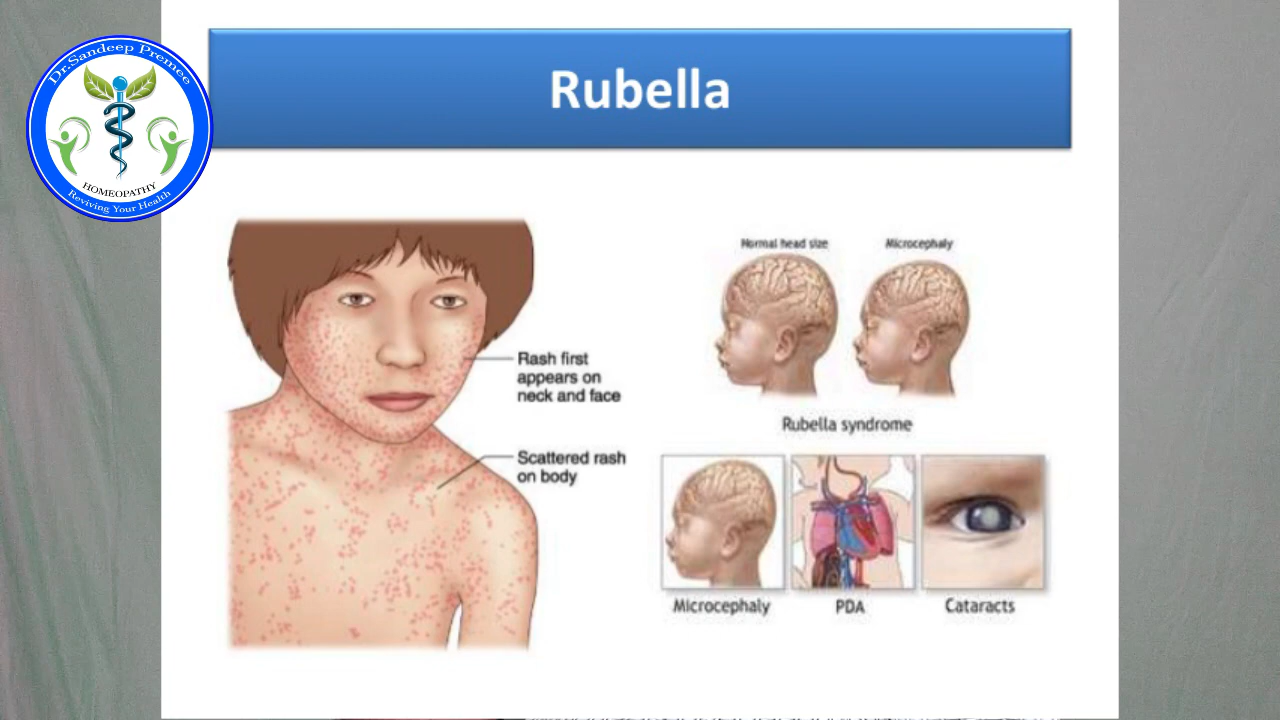 Dr.Sandeep Premee
HOMEOPATHY
Reviving Your Health
Rubella
Rash first
appears on
neck and face
Scattered rash
on body
Normal head size
Microcephaly
Rubella syndrome
Microcephaly
PDA
Cataracts